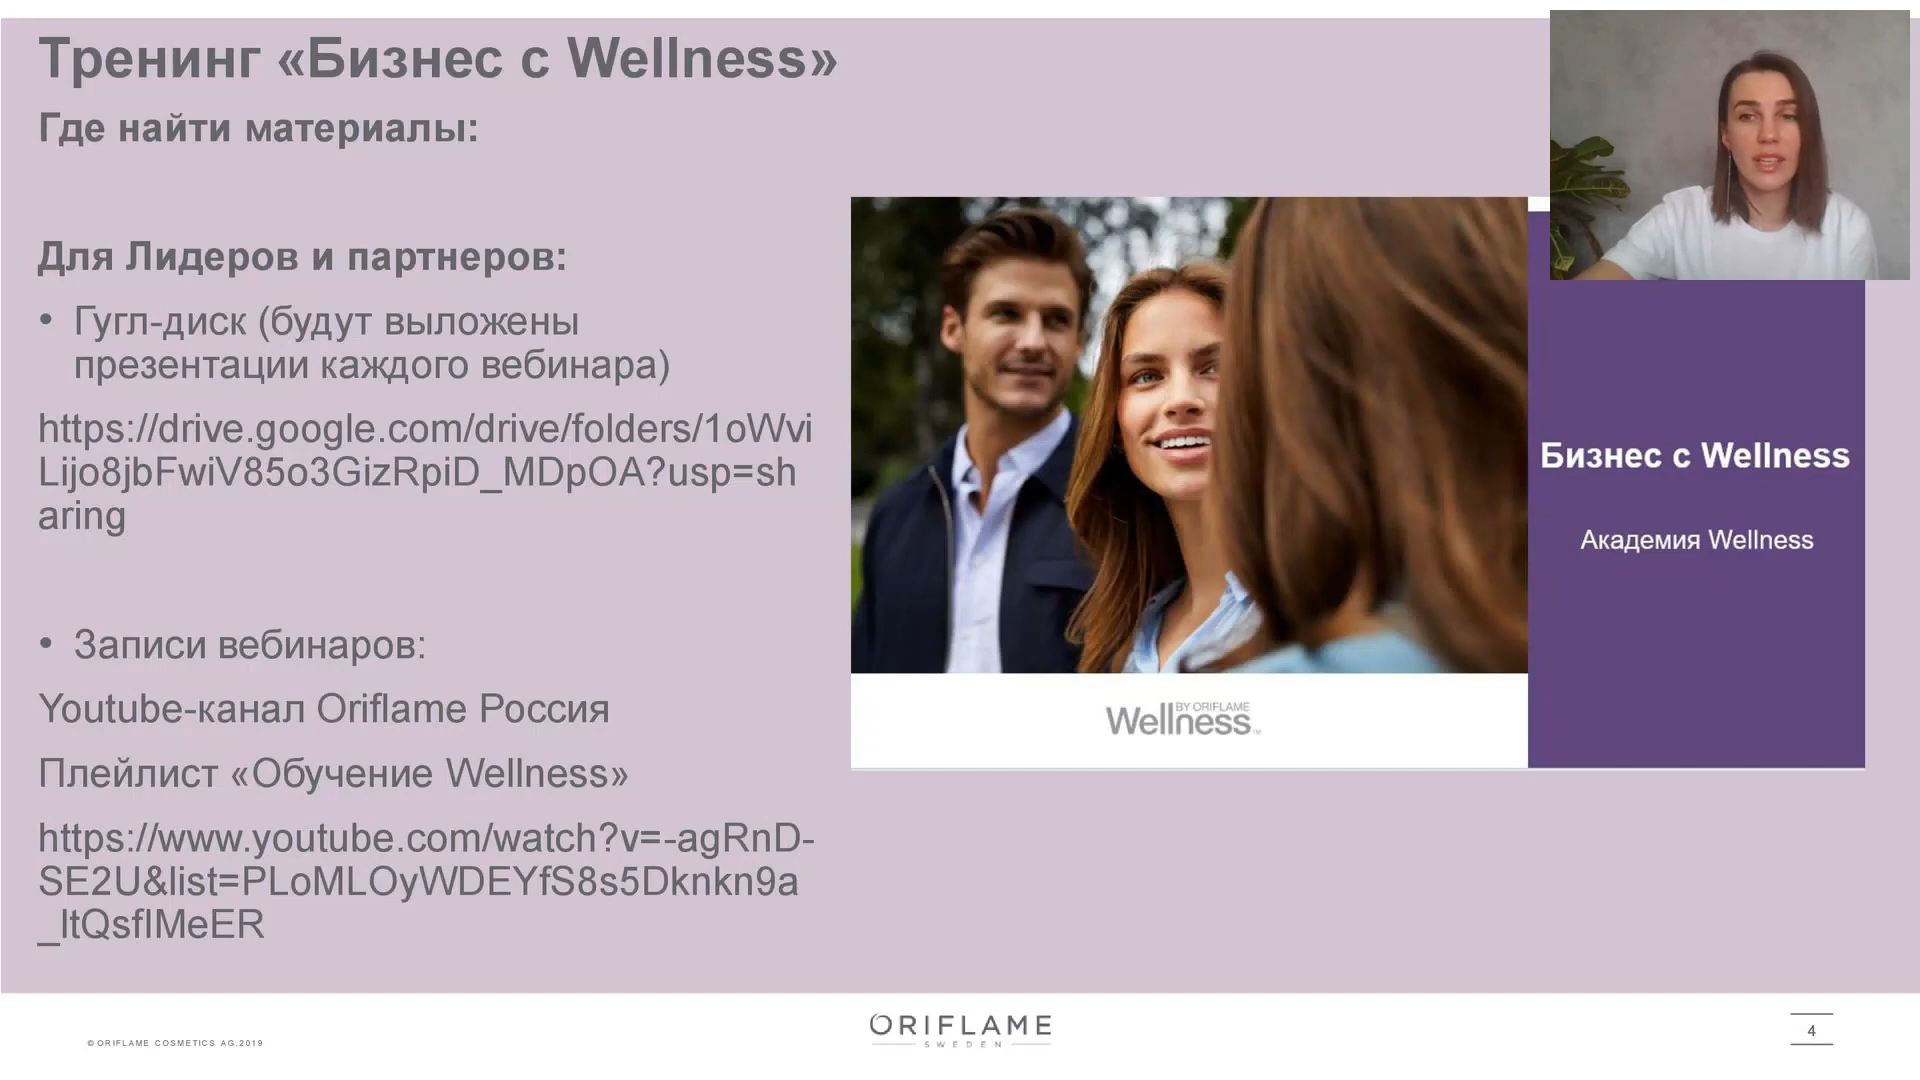 Тренинг «Бизнес с Wellness»
Где найти материалы:
Для Лидеров и партнеров:
• Гугл-диск (будут выложены
презентации каждого вебинара)
https://drive.google.com/drive/folders/1oWvi
Lijo8jbFwiV85o3GizRpiD_MDpOA?usp=sh
aring
• Записи вебинаров:
Youtube-канал Oriflame Россия
Плейлист «Обучение Wellness»
https://www.youtube.com/watch?v=-agRnD-
SE2U&list=PLoMLOyWDEYfS8s5Dknkn9a
_ltQsflMeER
Бизнес с Wellness
Академия Wellness
BY ORIFLAME
Wellness™
© ORIFLAME COSMETICS AG.2019
ORIFLAME
SWEDEN
4